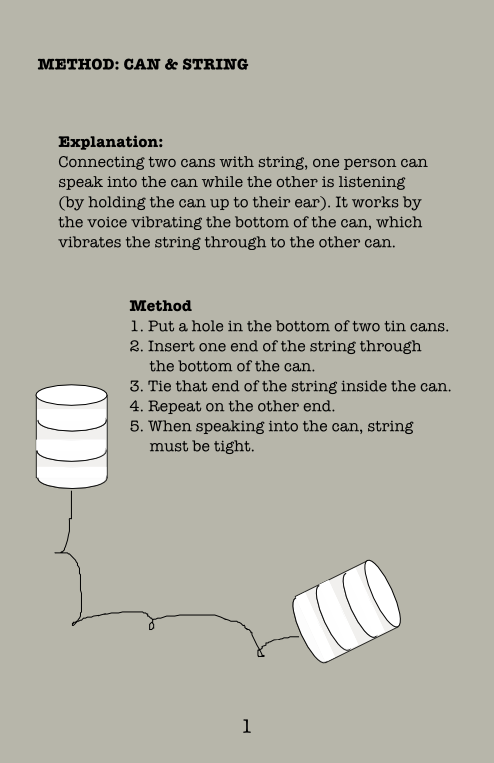 METHOD: CAN & STRING
Explanation:
Connecting two cans with string, one person can
speak into the can while the other is listening
(by holding the can up to their ear). It works by
the voice vibrating the bottom of the can, which
vibrates the string through to the other can.
Method
1. Put a hole in the bottom of two tin cans.
2. Insert one end of the string through
the bottom of the can.
3. Tie that end of the string inside the can.
4. Repeat on the other end.
5. When speaking into the can, string
must be tight.
1